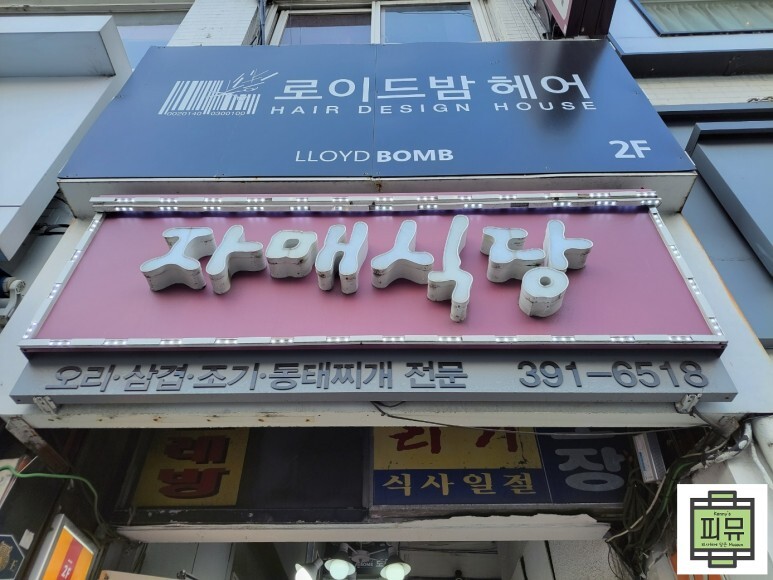 로이드밤 헤어
HAIR DESIGN HOUSE
LLOYD BOMB
2F
자매식당
오리·삼겹·조기·동태찌개 전문 391-6518
식사일절
Fanny's
피뮤